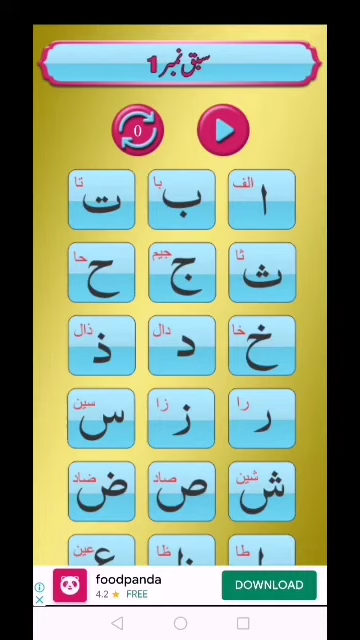 سبق نمبر 1
0
الف ا با ب تا ت
ثا ث جیم ج حا ح
خا خ دال د ذال ذ
را ر زا ز سین س
شین ش صاد ص ضاد ض
طا ط ظا ظ عین ع
foodpanda
4.2 ★ FREE
DOWNLOAD